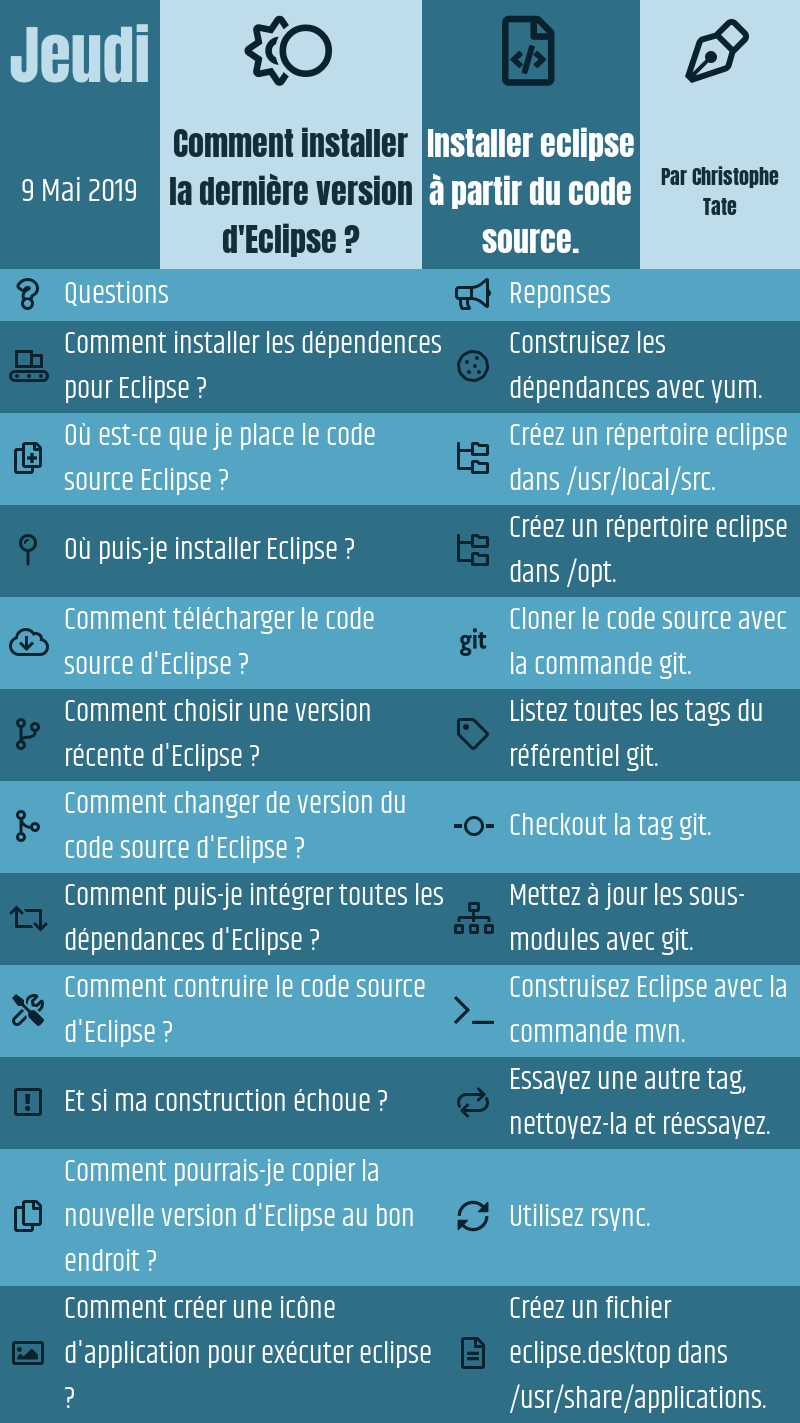 Jeudi
9 Mai 2019
Comment installer
la dernière version
d'Eclipse ?
Installer eclipse
à partir du code
source.
Par Christophe
Tate
Questions
Reponses
Comment installer les dépendences
pour Eclipse ?
Construisez les
dépendances avec yum.
Où est-ce que je place le code
source Eclipse ?
Créez un répertoire eclipse
dans /usr/local/src.
Où puis-je installer Eclipse ?
Créez un répertoire eclipse
dans /opt.
Comment télécharger le code
source d'Eclipse ?
git
Cloner le code source avec
la commande git.
Comment choisir une version
récente d'Eclipse ?
Listez toutes les tags du
référentiel git.
Comment changer de version du
code source d'Eclipse ?
Checkout la tag git.
Comment puis-je intégrer toutes les
dépendances d'Eclipse ?
Mettez à jour les sous-
modules avec git.
Comment contruire le code source
d'Eclipse ?
Construisez Eclipse avec la
commande mvn.
Et si ma construction échoue ?
Essayez une autre tag,
nettoyez-la et réessayez.
Comment pourrais-je copier la
nouvelle version d'Eclipse au bon
endroit ?
Utilisez rsync.
Comment créer une icône
d'application pour exécuter eclipse
?
Créez un fichier
eclipse.desktop dans
/usr/share/applications.